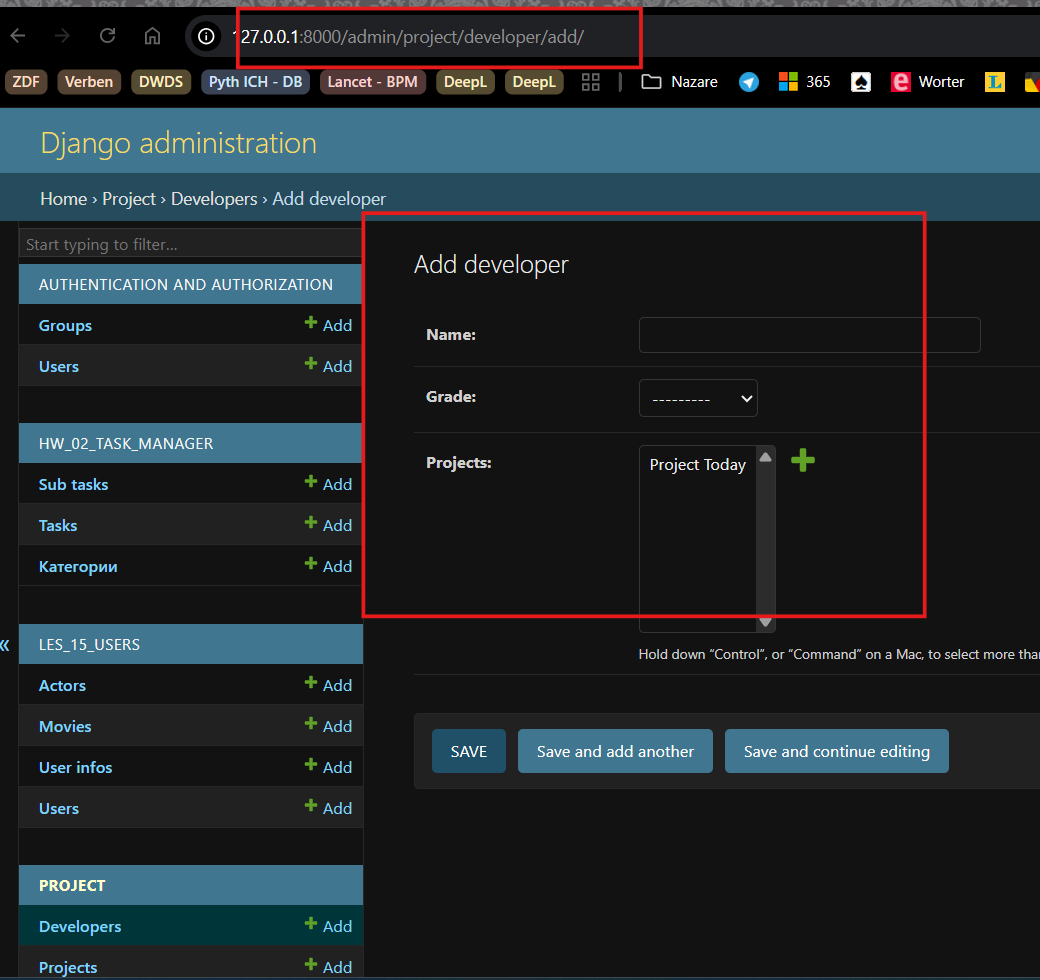 127.0.0.1:8000/admin/project/developer/add/
ZDF Verben DWDS Pyth ICH - DB Lancet - BPM DeepL DeepL Nazare 365 Worter
Django administration
Home › Project › Developers › Add developer
Start typing to filter...
AUTHENTICATION AND AUTHORIZATION
Groups Add
Users Add
HW_02_TASK_MANAGER
Sub tasks Add
Tasks Add
Категории Add
LES_15_USERS
Actors Add
Movies Add
User infos Add
Users Add
PROJECT
Developers Add
Projects Add
«
Add developer
Name:
Grade: ---------
Projects: Project Today
Hold down “Control”, or “Command” on a Mac, to select more than
SAVE Save and add another Save and continue editing